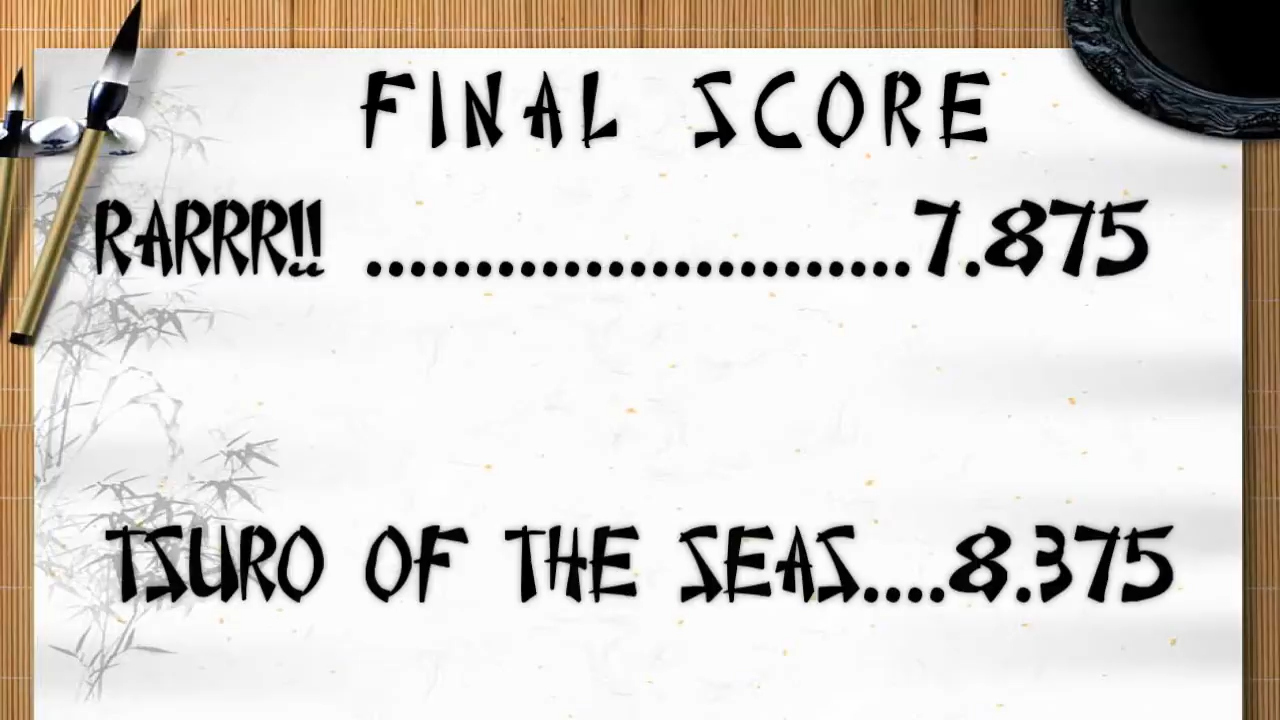 FINAL SCORE
RARRR!! .........................7.875
TSURO OF THE SEAS....8.375